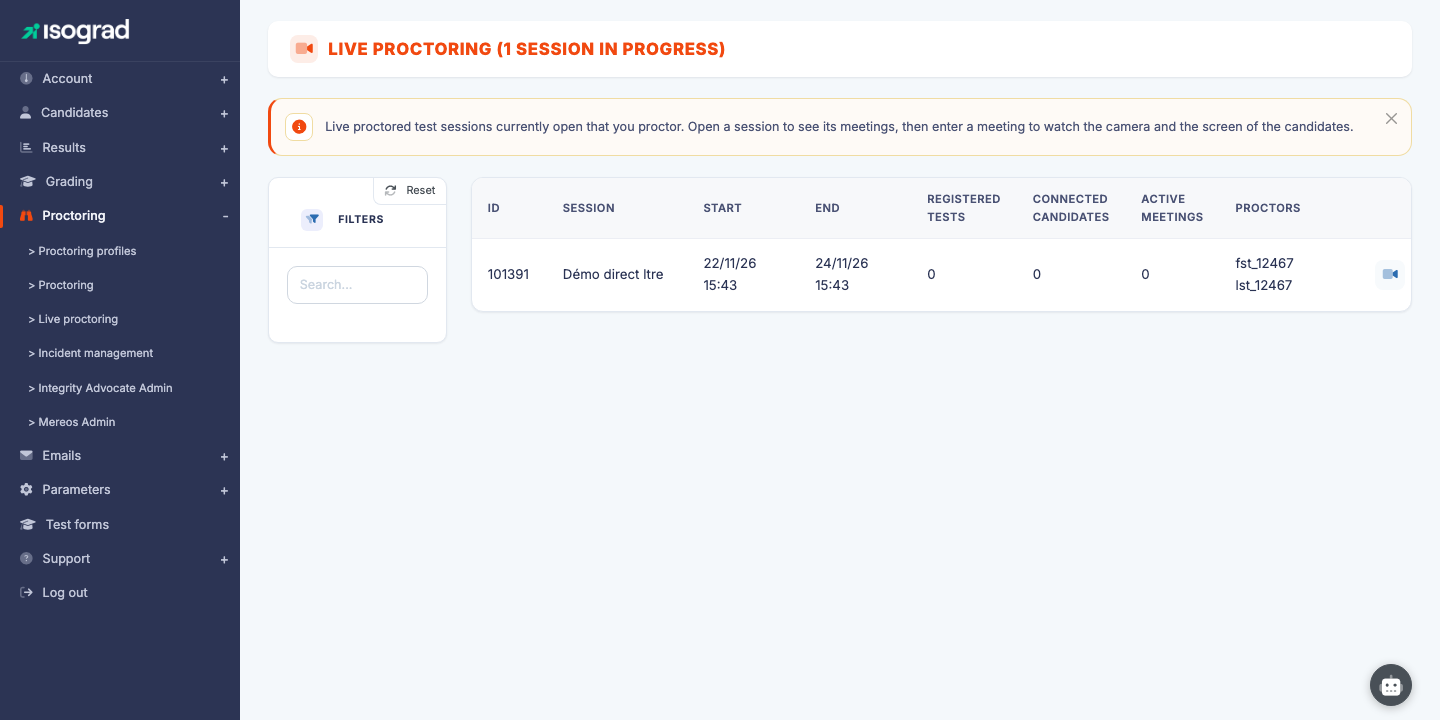 isograd
Account +
Candidates +
Results +
Grading +
Proctoring -
> Proctoring profiles
> Proctoring
> Live proctoring
> Incident management
> Integrity Advocate Admin
> Mereos Admin
Emails +
Parameters +
Test forms
Support +
Log out
LIVE PROCTORING (1 SESSION IN PROGRESS)
Live proctored test sessions currently open that you proctor. Open a session to see its meetings, then enter a meeting to watch the camera and the screen of the candidates.
Reset
FILTERS
Search...
ID SESSION START END REGISTERED TESTS CONNECTED CANDIDATES ACTIVE MEETINGS PROCTORS
101391 Démo direct ltre 22/11/26 15:43 24/11/26 15:43 0 0 0 fst_12467 lst_12467